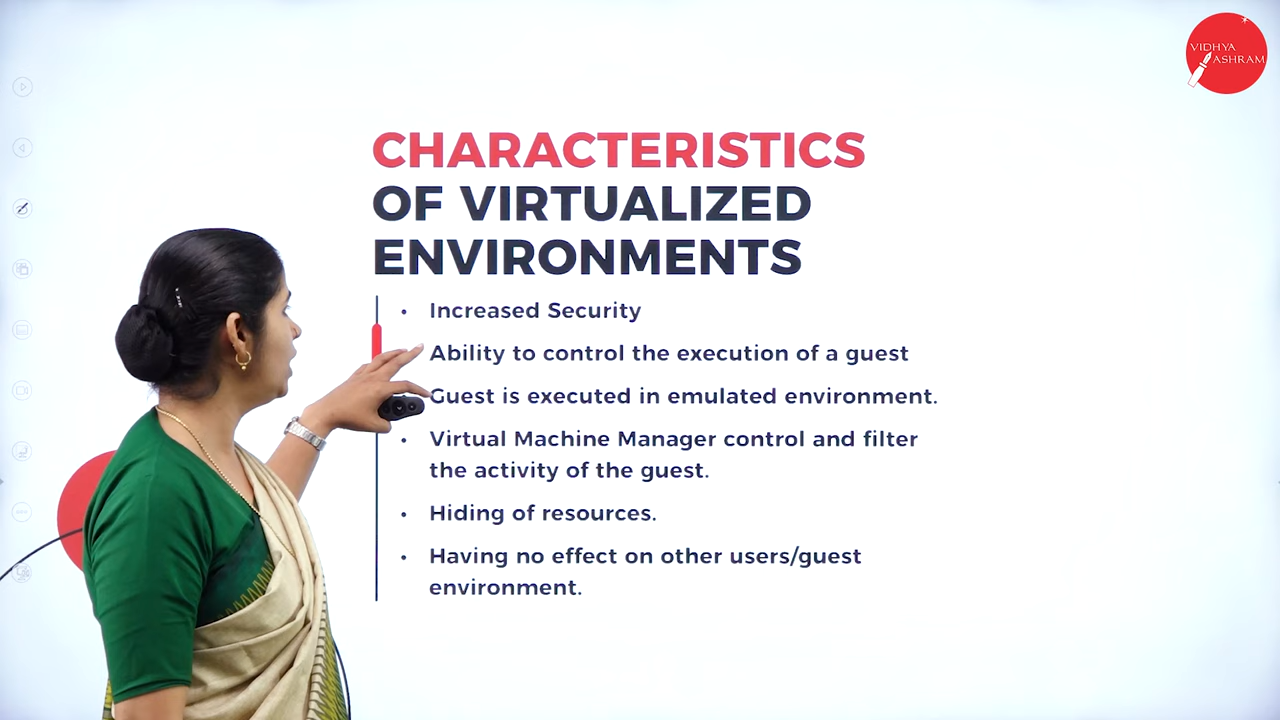 VIDHYA
ASHRAM
CHARACTERISTICS
OF VIRTUALIZED
ENVIRONMENTS
• Increased Security
Ability to control the execution of a guest
Guest is executed in emulated environment.
• Virtual Machine Manager control and filter
the activity of the guest.
• Hiding of resources.
• Having no effect on other users/guest
environment.